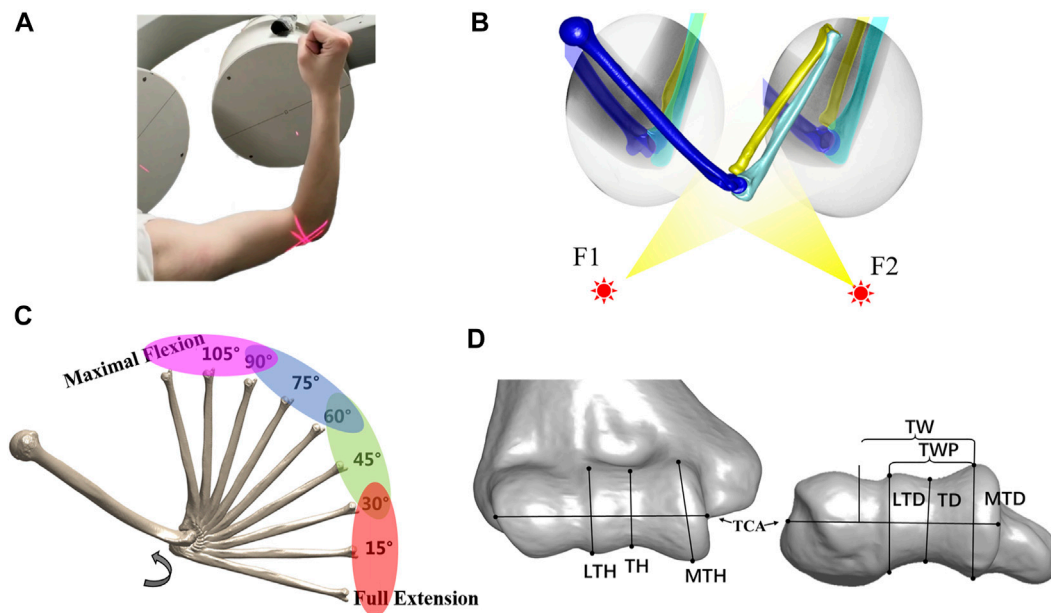 A
B
F1
F2
C
Maximal Flexion
105°
90°
75°
60°
45°
30°
15°
Full Extension
D
TW
TWP
LTD
TD
MTD
TCA
LTH
TH
MTH